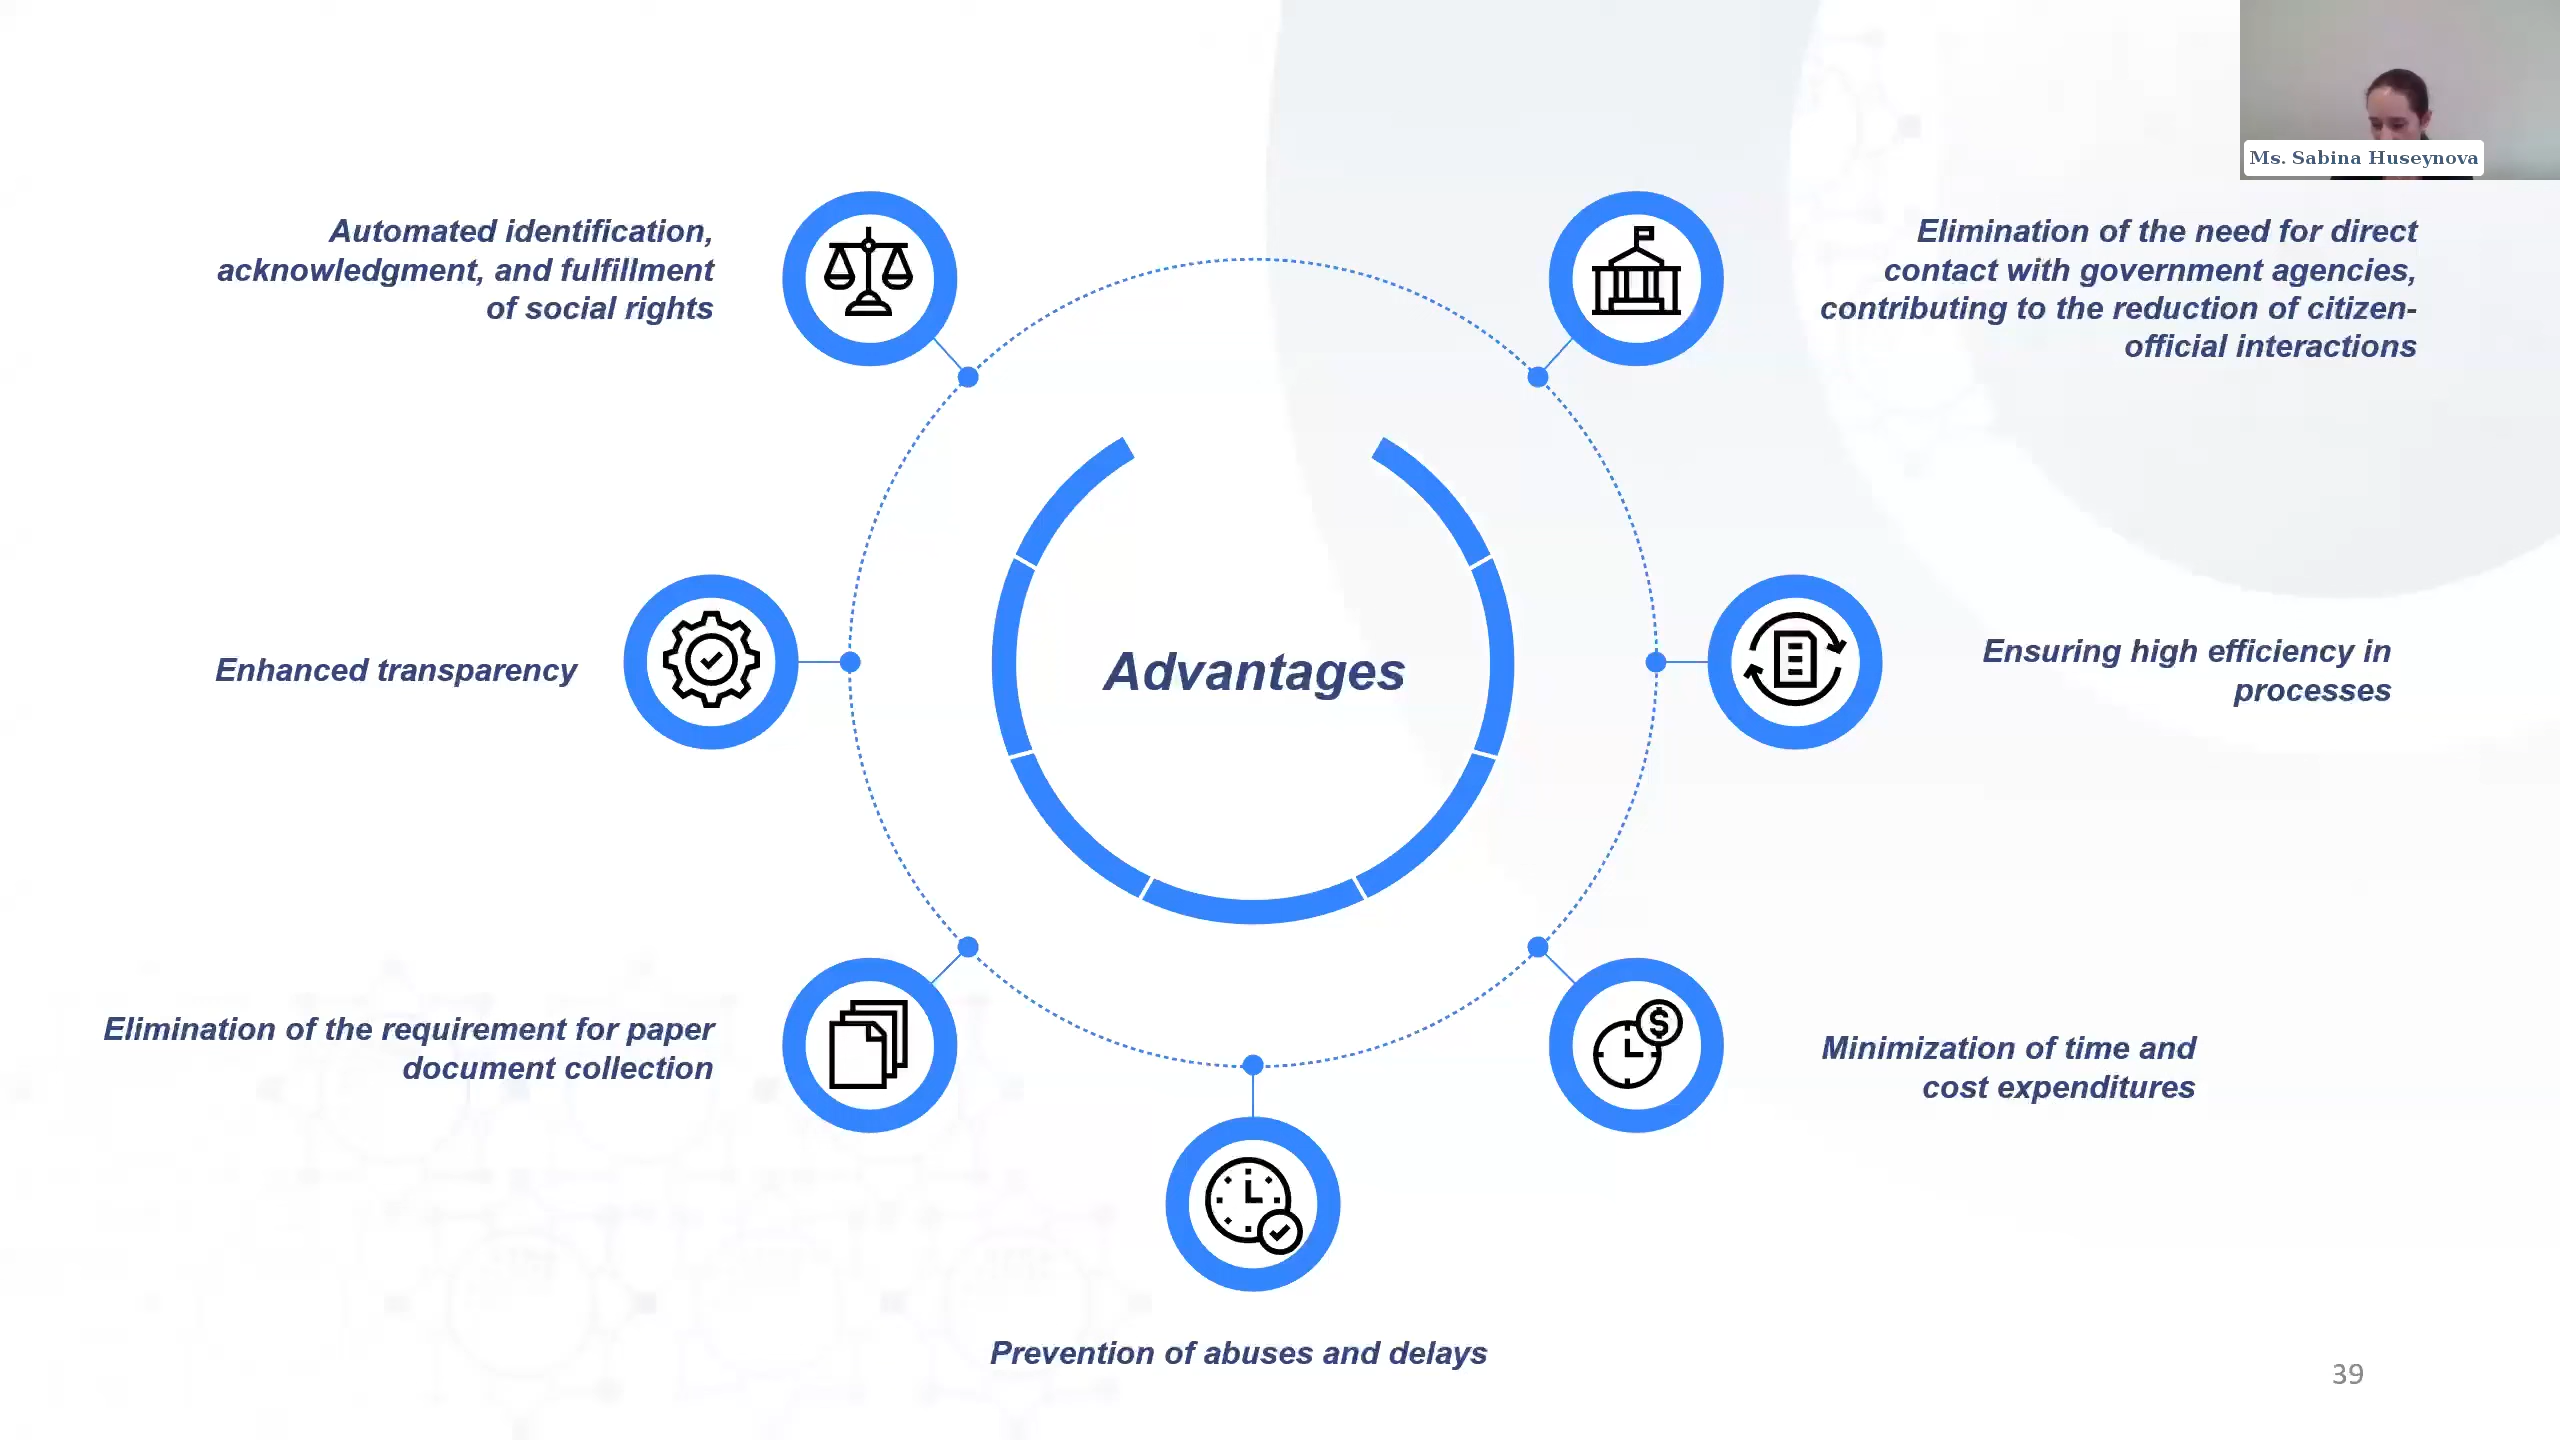 Ms. Sabina Huseynova
Automated identification,
acknowledgment, and fulfillment
of social rights
Elimination of the need for direct
contact with government agencies,
contributing to the reduction of citizen-
official interactions
Enhanced transparency
Advantages
Ensuring high efficiency in
processes
Elimination of the requirement for paper
document collection
Minimization of time and
cost expenditures
Prevention of abuses and delays
39